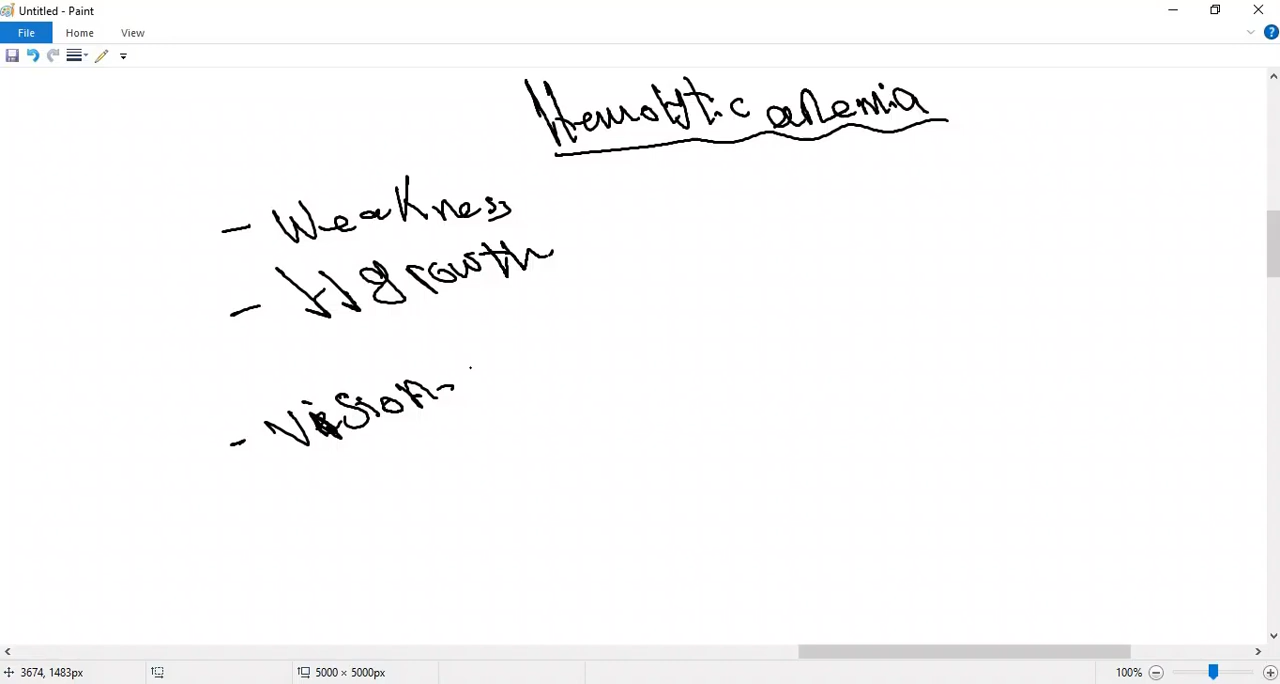 Untitled - Paint
File Home View
Hemolytic anemia
- Weakness
- ↓↓ growth
- Vision
3674, 1483px
5000 × 5000px
100%